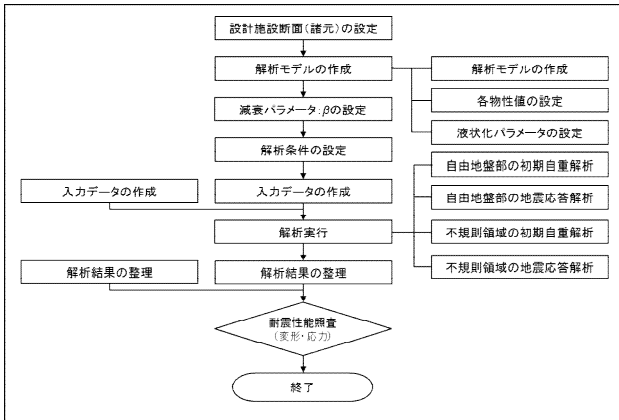 設計施設断面(諸元)の設定
解析モデルの作成
解析モデルの作成
各物性値の設定
減衰パラメータ:βの設定
液状化パラメータの設定
解析条件の設定
自由地盤部の初期自重解析
入力データの作成
入力データの作成
自由地盤部の地震応答解析
解析実行
不規則領域の初期自重解析
解析結果の整理
解析結果の整理
不規則領域の地震応答解析
耐震性能照査
(変形・応力)
終了